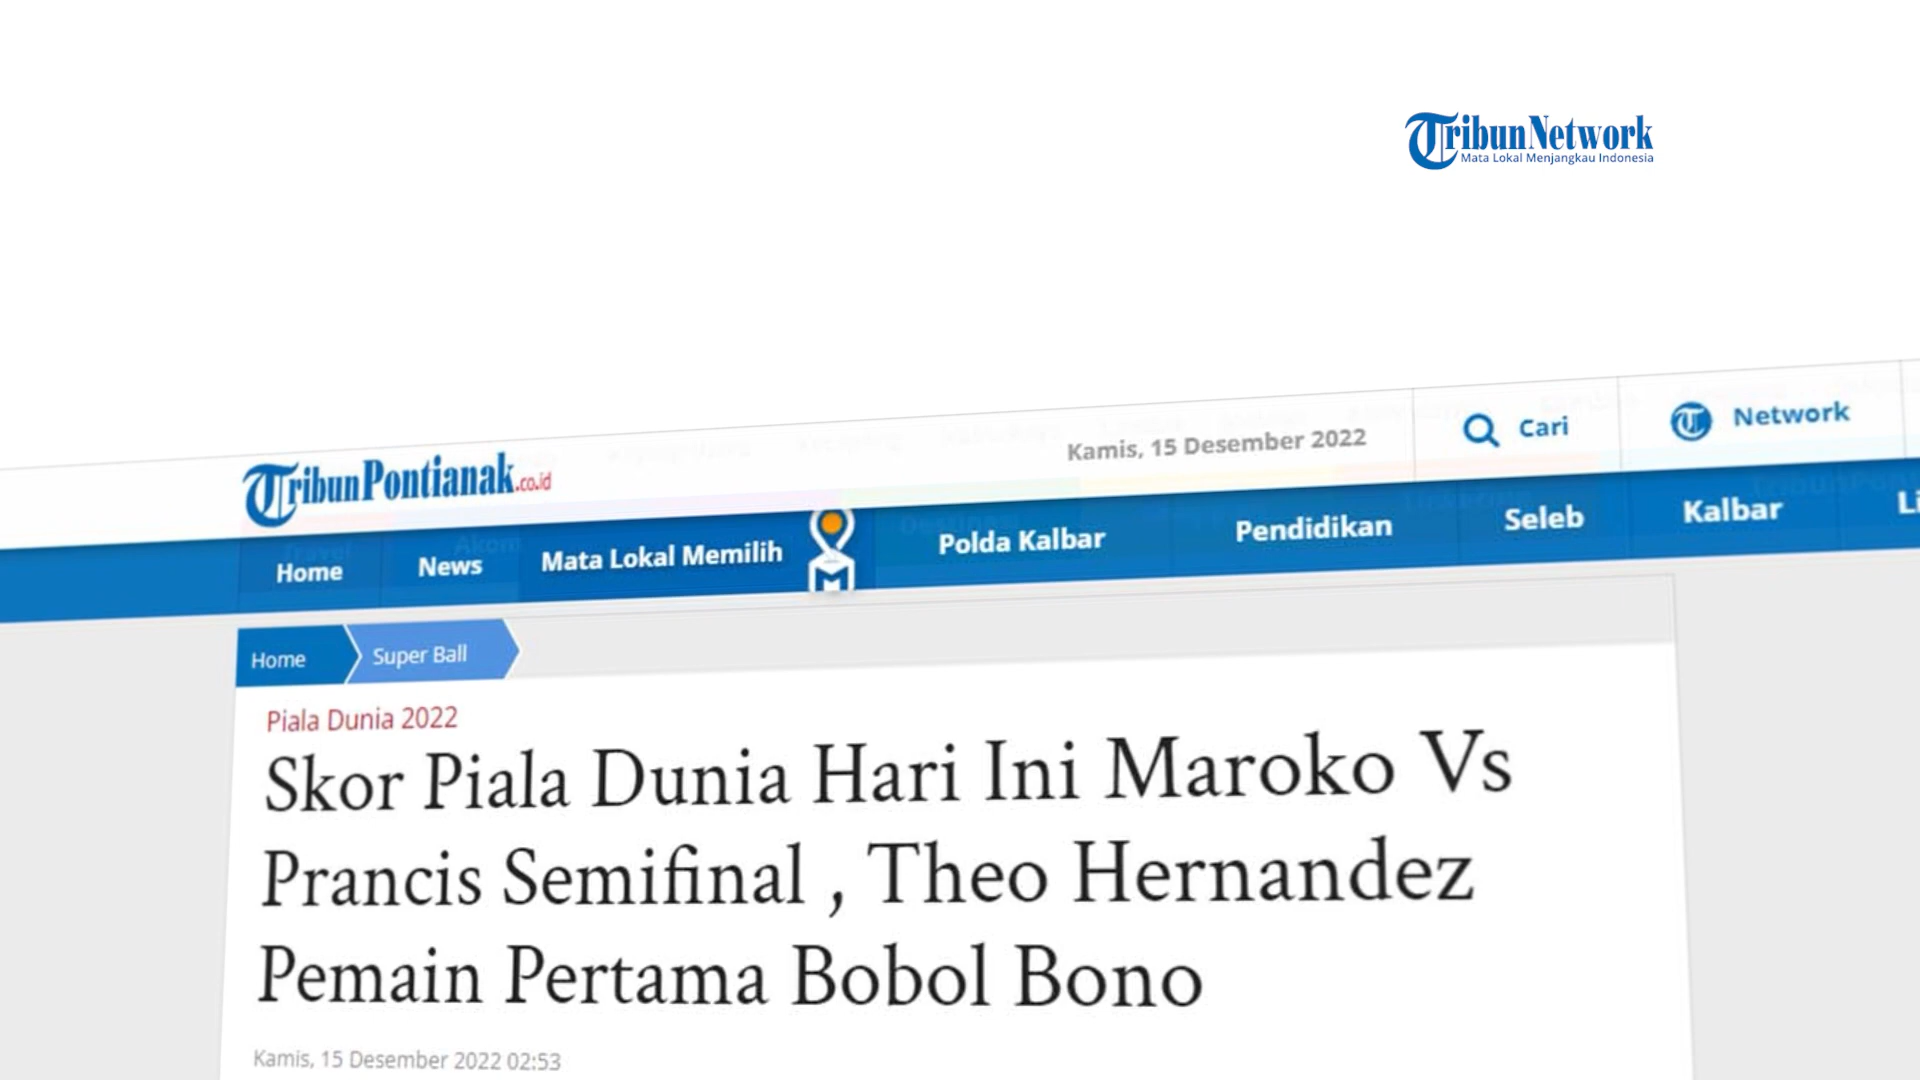 TribunNetwork
Mata Lokal Menjangkau Indonesia
TribunPontianak.co.id
Kamis, 15 Desember 2022
Cari
Network
Home
News
Mata Lokal Memilih
Polda Kalbar
Pendidikan
Seleb
Kalbar
Home
Super Ball
Piala Dunia 2022
Skor Piala Dunia Hari Ini Maroko Vs
Prancis Semifinal , Theo Hernandez
Pemain Pertama Bobol Bono
Kamis, 15 Desember 2022 02:53